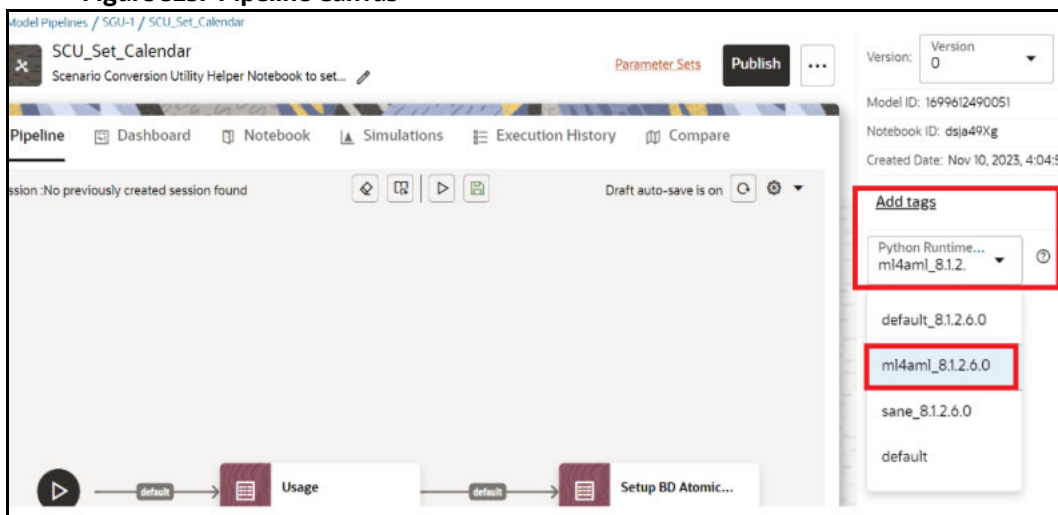 Model Pipelines / SGU-1 / SCU_Set_Calendar
SCU_Set_Calendar
Scenario Conversion Utility Helper Notebook to set...
Parameter Sets
Publish
...
Version:
Version
0
Model ID: 1699612490051
Notebook ID: dsja49Xg
Created Date: Nov 10, 2023, 4:04:5
Pipeline
Dashboard
Notebook
Simulations
Execution History
Compare
ssion :No previously created session found
Draft auto-save is on
Add tags
Python Runtime...
ml4aml_8.1.2.
default_8.1.2.6.0
ml4aml_8.1.2.6.0
sane_8.1.2.6.0
default
default
Usage
default
Setup BD Atomic...